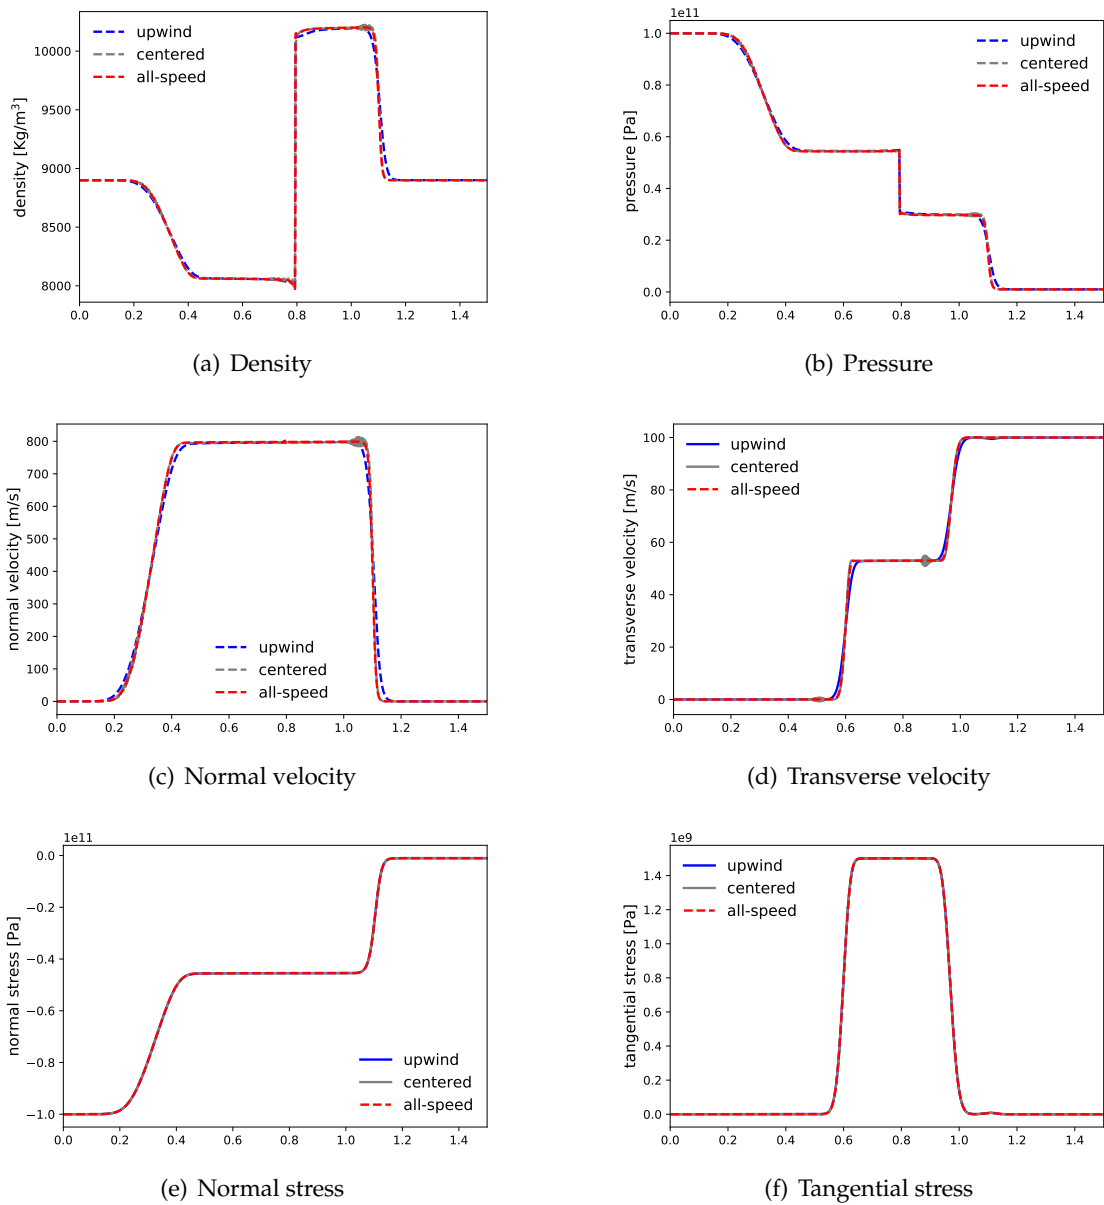 upwind
centered
all-speed
density [Kg/m³]
10000
9500
9000
8500
8000
0.0 0.2 0.4 0.6 0.8 1.0 1.2 1.4
(a) Density
1e11
upwind
centered
all-speed
pressure [Pa]
1.0
0.8
0.6
0.4
0.2
0.0
0.0 0.2 0.4 0.6 0.8 1.0 1.2 1.4
(b) Pressure
normal velocity [m/s]
800
700
600
500
400
300
200
100
0
upwind
centered
all-speed
0.0 0.2 0.4 0.6 0.8 1.0 1.2 1.4
(c) Normal velocity
upwind
centered
all-speed
transverse velocity [m/s]
100
80
60
40
20
0
0.0 0.2 0.4 0.6 0.8 1.0 1.2 1.4
(d) Transverse velocity
1e11
normal stress [Pa]
0.0
−0.2
−0.4
−0.6
−0.8
−1.0
upwind
centered
all-speed
0.0 0.2 0.4 0.6 0.8 1.0 1.2 1.4
(e) Normal stress
1e9
upwind
centered
all-speed
tangential stress [Pa]
1.4
1.2
1.0
0.8
0.6
0.4
0.2
0.0
0.0 0.2 0.4 0.6 0.8 1.0 1.2 1.4
(f) Tangential stress